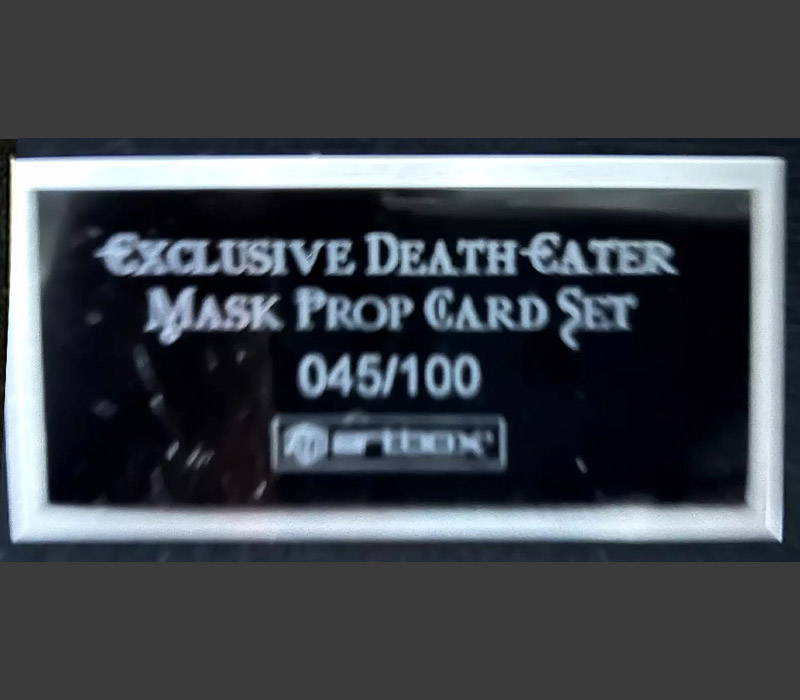 Exclusive Death Eater
Mask Prop Card Set
045/100
artbox